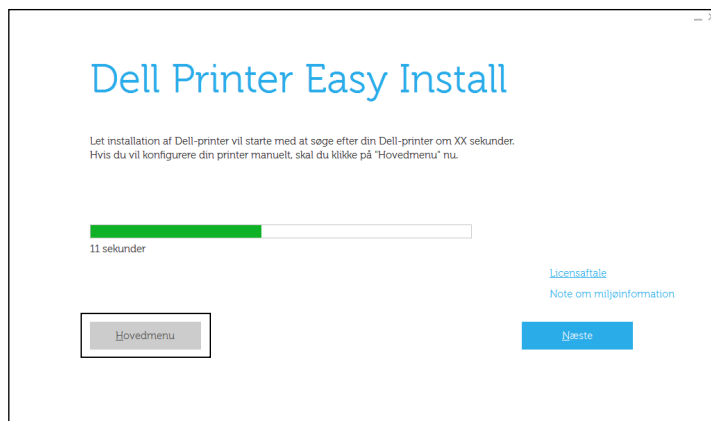 Dell Printer Easy Install
Let installation af Dell-printer vil starte med at søge efter din Dell-printer om XX sekunder.
Hvis du vil konfigurere din printer manuelt, skal du klikke på "Hovedmenu" nu.
11 sekunder
Licensaftale
Note om miljøinformation
Hovedmenu
Næste